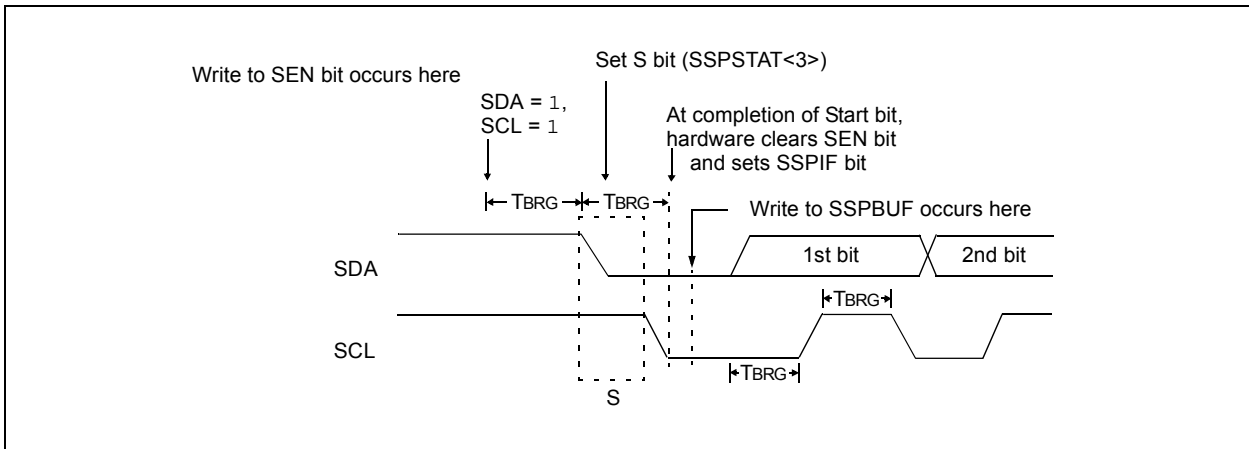 Set S bit (SSPSTAT<3>)
Write to SEN bit occurs here
SDA = 1,
SCL = 1
At completion of Start bit,
hardware clears SEN bit
and sets SSPIF bit
TBRG
TBRG
Write to SSPBUF occurs here
SDA
1st bit
2nd bit
TBRG
SCL
TBRG
S